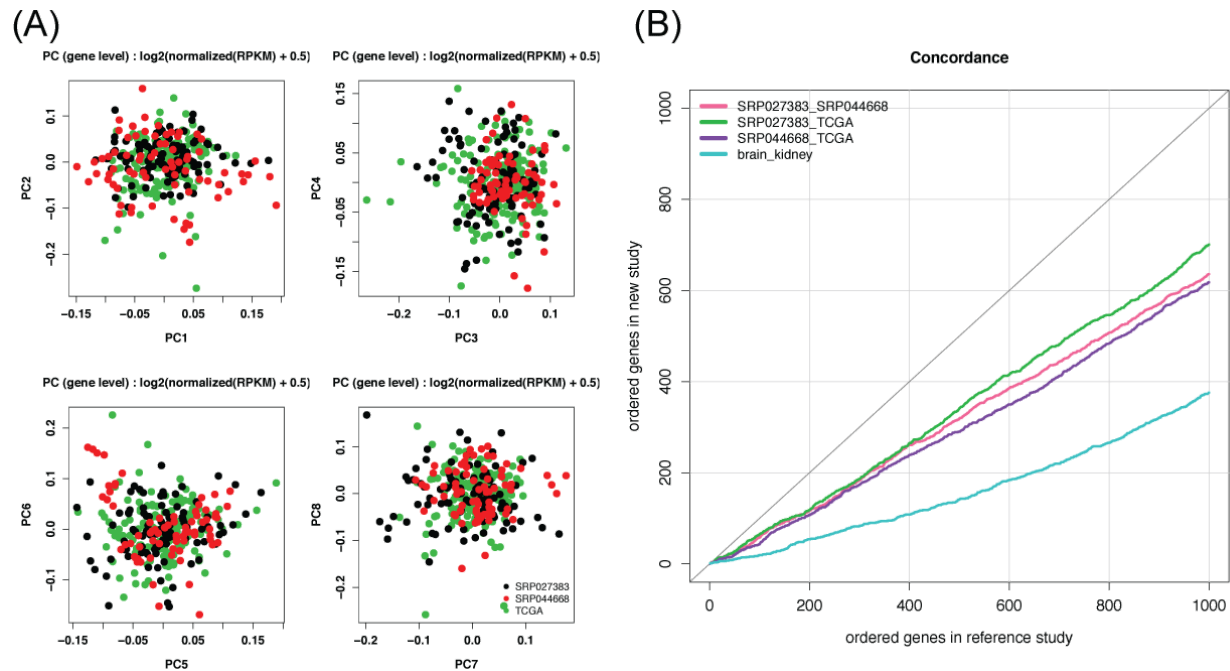 (A)
PC (gene level) : log2(normalized(RPKM) + 0.5)
0.1
0.0
−0.1
−0.2
PC2
−0.15
−0.05
0.05
0.15
PC1
PC (gene level) : log2(normalized(RPKM) + 0.5)
0.15
0.05
−0.05
−0.15
PC4
−0.2
−0.1
0.0
0.1
PC3
PC (gene level) : log2(normalized(RPKM) + 0.5)
0.2
0.1
0.0
−0.1
PC6
−0.15
−0.05
0.05
0.15
PC5
PC (gene level) : log2(normalized(RPKM) + 0.5)
0.1
0.0
−0.1
−0.2
PC8
SRP027383
SRP044668
TCGA
−0.2
−0.1
0.0
0.1
PC7
(B)
Concordance
SRP027383_SRP044668
SRP027383_TCGA
SRP044668_TCGA
brain_kidney
1000
800
600
400
200
0
ordered genes in new study
0
200
400
600
800
1000
ordered genes in reference study